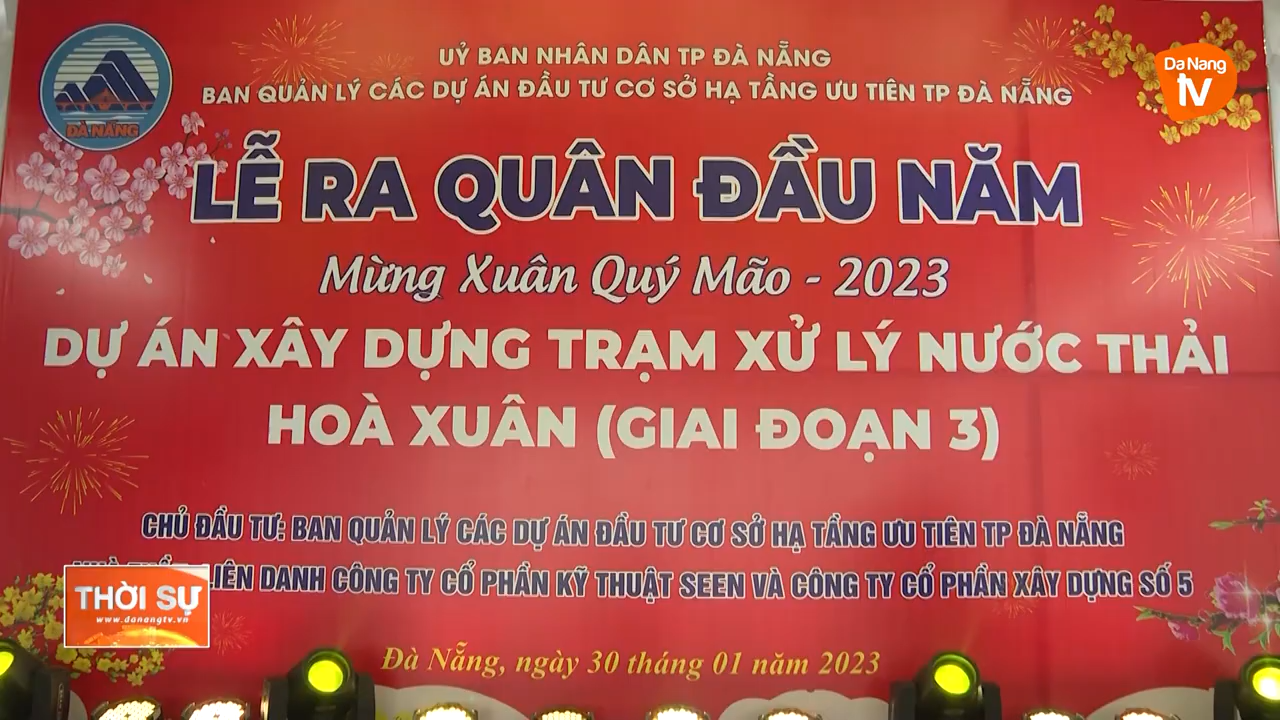 UỶ BAN NHÂN DÂN TP ĐÀ NẴNG
BAN QUẢN LÝ CÁC DỰ ÁN ĐẦU TƯ CƠ SỞ HẠ TẦNG ƯU TIÊN TP ĐÀ NẴNG
ĐÀ NẴNG
Da Nang
tv
LỄ RA QUÂN ĐẦU NĂM
Mừng Xuân Quý Mão - 2023
DỰ ÁN XÂY DỰNG TRẠM XỬ LÝ NƯỚC THẢI
HOÀ XUÂN (GIAI ĐOẠN 3)
CHỦ ĐẦU TƯ: BAN QUẢN LÝ CÁC DỰ ÁN ĐẦU TƯ CƠ SỞ HẠ TẦNG ƯU TIÊN TP ĐÀ NẴNG
LIÊN DANH CÔNG TY CỔ PHẦN KỸ THUẬT SEEN VÀ CÔNG TY CỔ PHẦN XÂY DỰNG SỐ 5
THỜI SỰ
www.danangtv.vn
Đà Nẵng, ngày 30 tháng 01 năm 2023